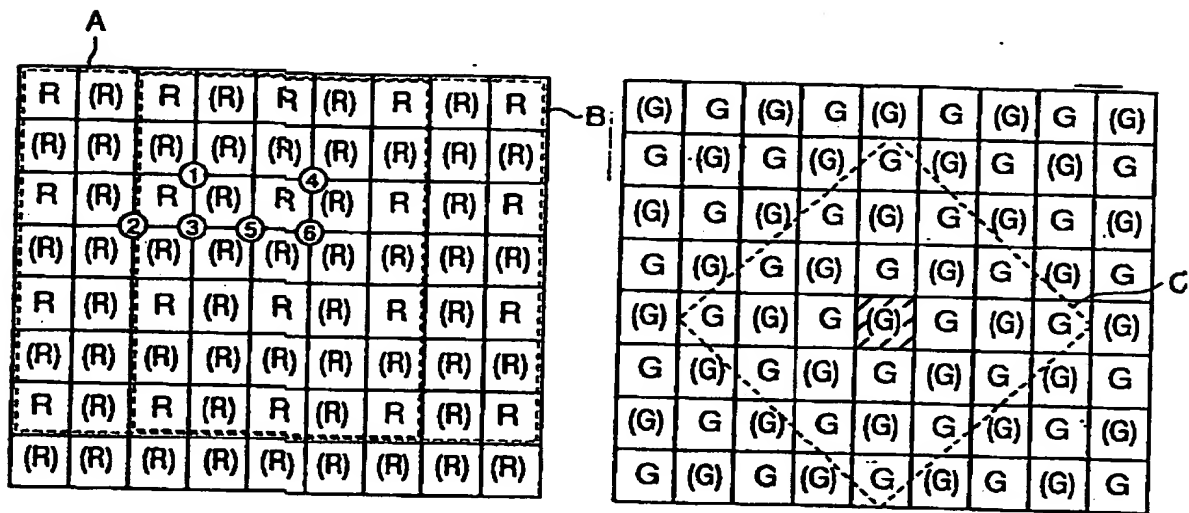 A
R (R) R (R) R (R) R (R) R
B
(R) (R) (R) (R) (R) (R) (R) (R) (R)
1 4
R (R) R (R) R (R) R (R) R
2 3 5 6
(R) (R) (R) (R) (R) (R) (R) (R) (R)
R (R) R (R) R (R) R (R) R
(R) (R) (R) (R) (R) (R) (R) (R) (R)
R (R) R (R) R (R) R (R) R
(R) (R) (R) (R) (R) (R) (R) (R) (R)
(G) G (G) G (G) G (G) G (G)
G (G) G (G) G (G) G (G) G
(G) G (G) G (G) G (G) G (G)
G (G) G (G) G (G) G (G) G
C
(G) G (G) G (G) G (G) G (G)
G (G) G (G) G (G) G (G) G
(G) G (G) G (G) G (G) G (G)
G (G) G (G) G (G) G (G) G